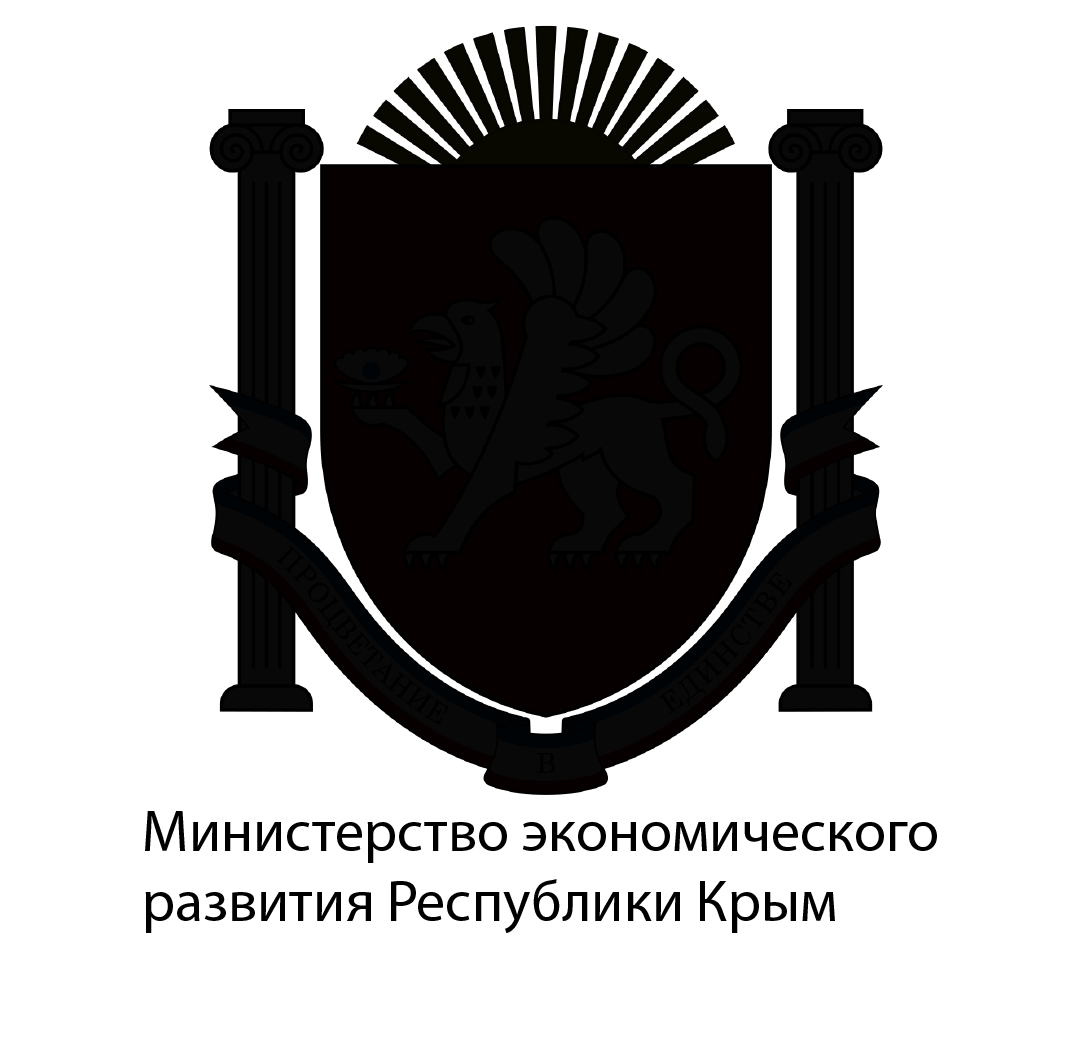 ПРОЦВЕТАНИЕ
В
ЕДИНСТВЕ
Министерство экономического
развития Республики Крым